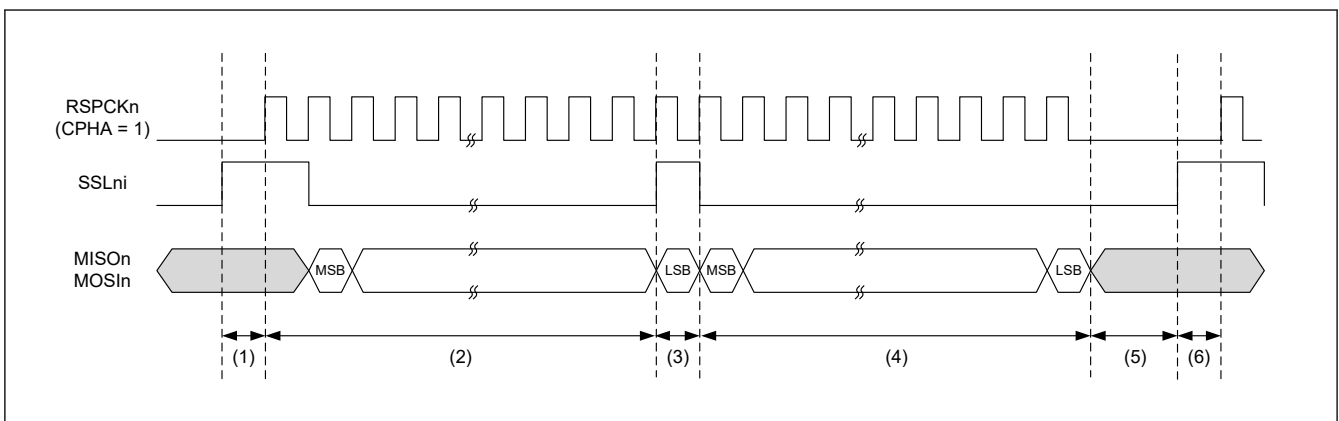 RSPCKn
(CPHA = 1)
SSLni
MISOn
MOSIn
MSB LSB MSB LSB
(1) (2) (3) (4) (5) (6)